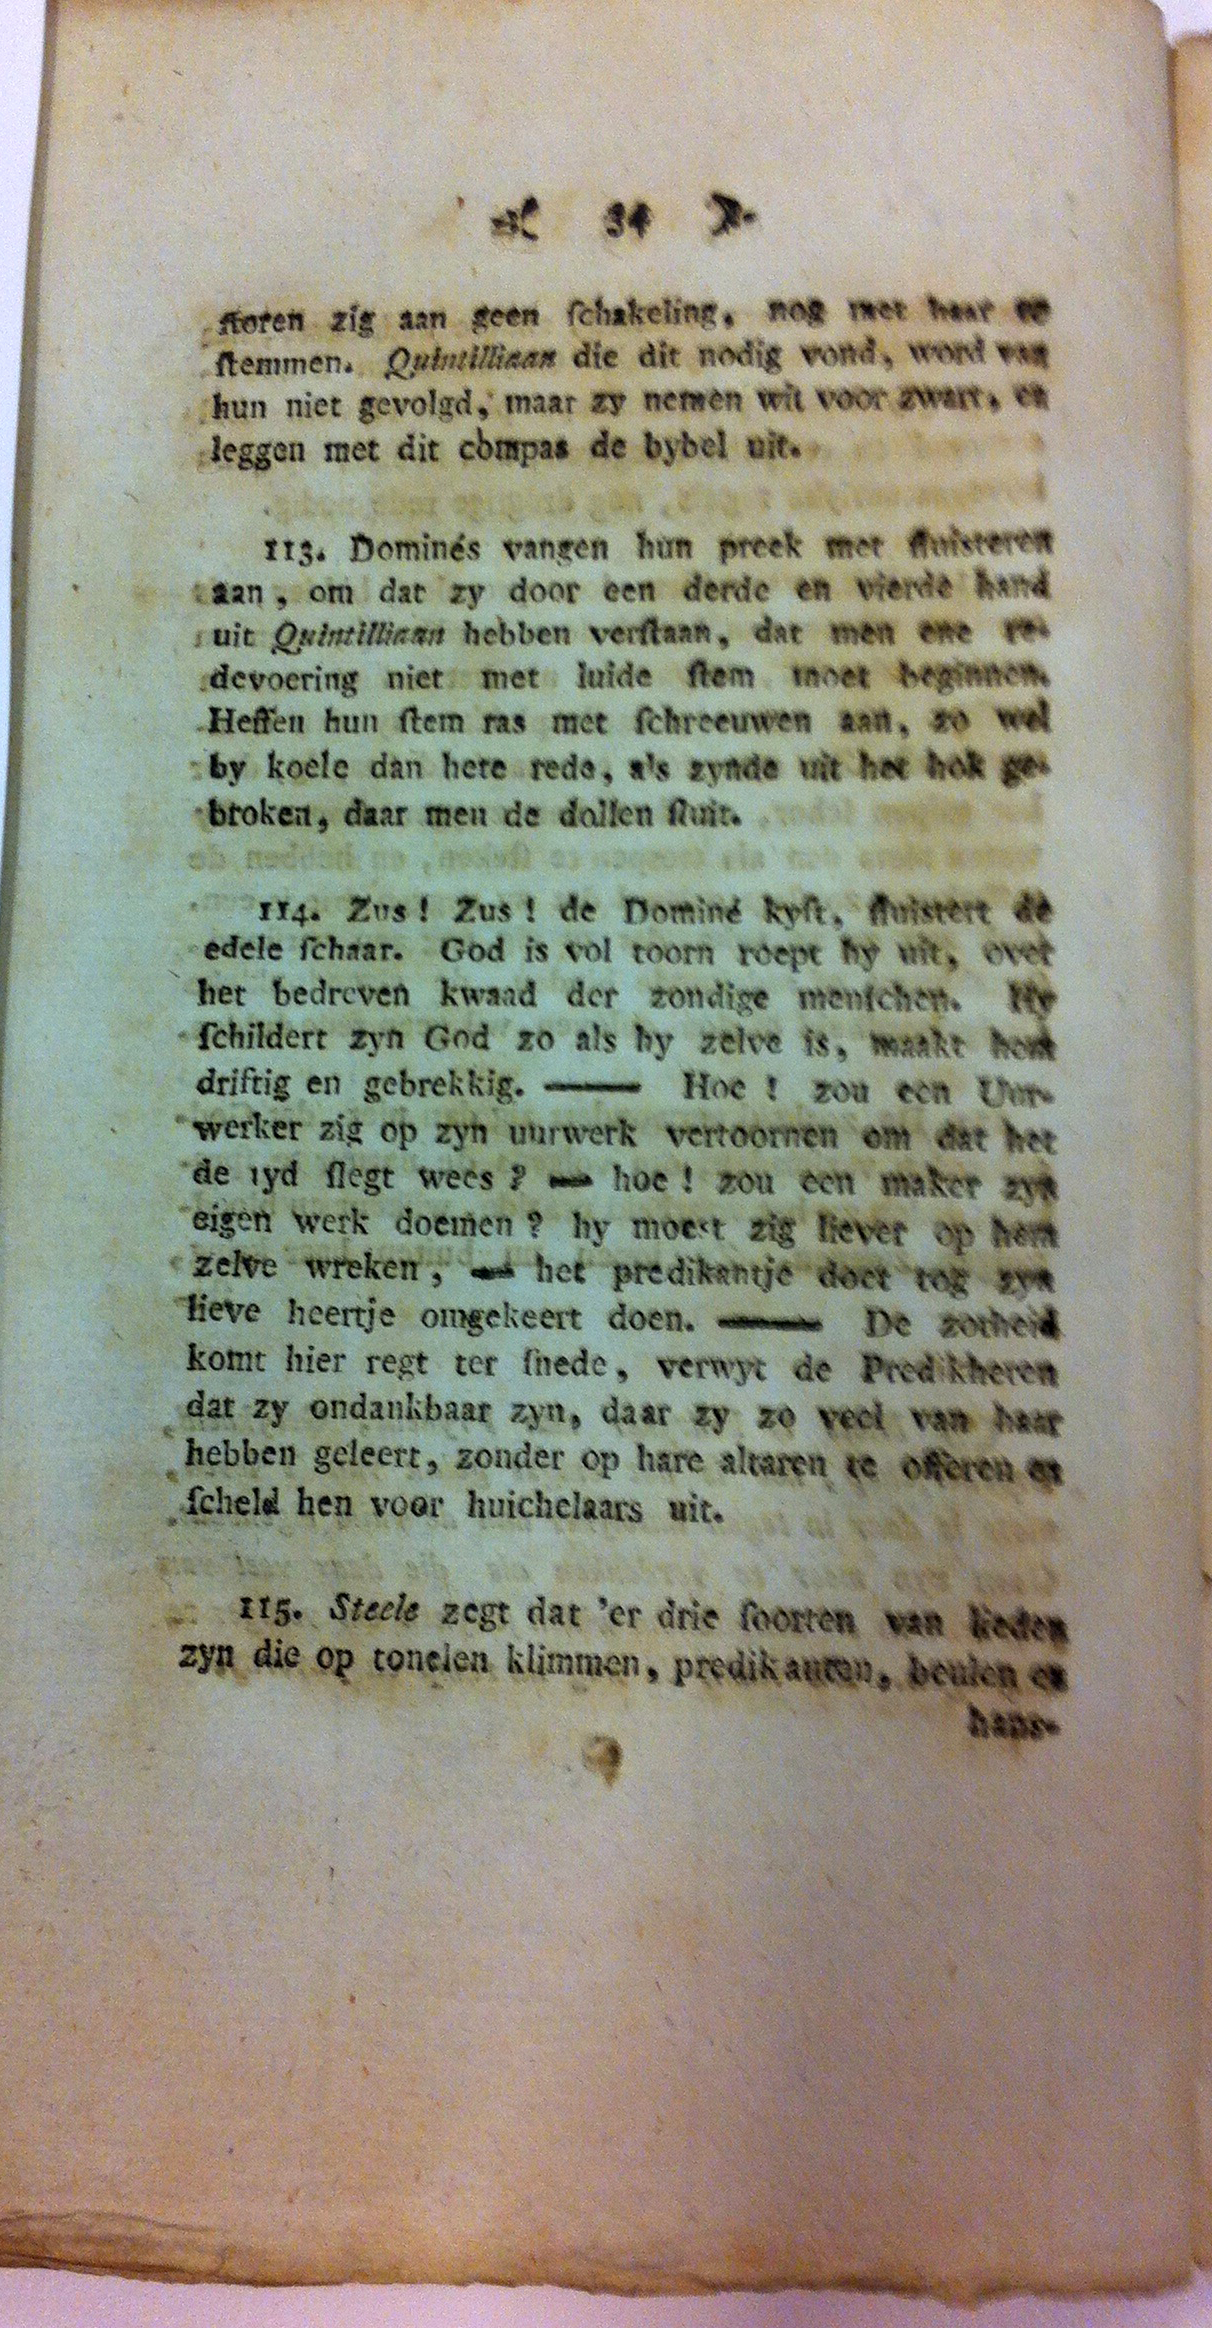 34
ſtoren zig aan geen ſchakeling, nog met haar te
ſtemmen. Quintilliaan die dit nodig vond, word van
hun niet gevolgd, maar zy nemen wit voor zwart, en
leggen met dit compas de bybel uit.
113. Dominés vangen hun preek met fluisteren
aan, om dat zy door een derde en vierde hand
uit Quintilliaan hebben verſtaan, dat men ene re-
devoering niet met luide ſtem moet beginnen.
Heffen hun ſtem ras met ſchreeuwen aan, zo wel
by koele dan hete rede, als zynde uit het hok ge-
broken, daar men de dollen ſluit.
114. Zus! Zus! de Dominé kyft, fluistert de
edele ſchaar. God is vol toorn roept hy uit, over
het bedreven kwaad der zondige menſchen. Hy
ſchildert zyn God zo als hy zelve is, maakt hem
driftig en gebrekkig. —— Hoe! zou een Uur-
werker zig op zyn uurwerk vertoornen om dat het
de tyd ſlegt wees? — hoe! zou een maker zyn
eigen werk doemen? hy moest zig liever op hem
zelve wreken, — het predikantje doet tog zyn
lieve heertje omgekeert doen. —— De zotheid
komt hier regt ter ſnede, verwyt de Predikheren
dat zy ondankbaar zyn, daar zy zo veel van haar
hebben geleert, zonder op hare altaren te offeren en
ſcheld hen voor huichelaars uit.
115. Steele zegt dat 'er drie ſoorten van lieden
zyn die op tonelen klimmen, predikanten, beulen en
hans-